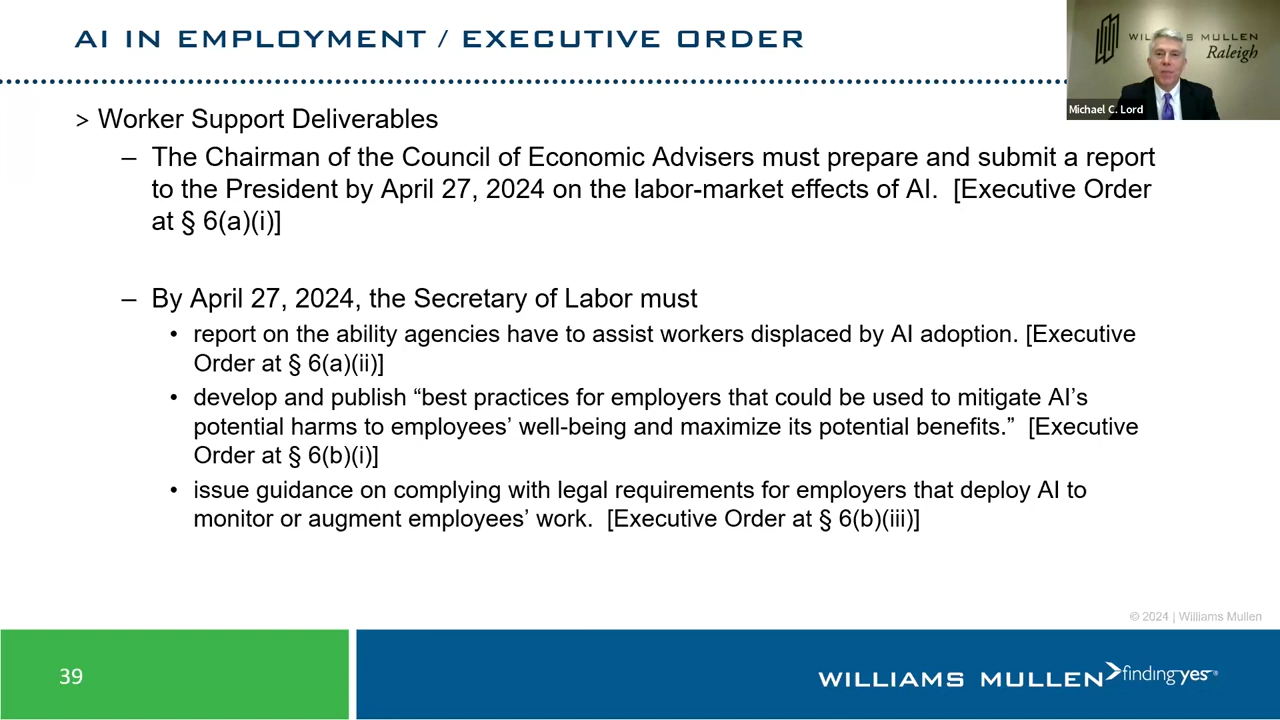 AI IN EMPLOYMENT / EXECUTIVE ORDER
WILLIAMS MULLEN
Raleigh
Michael C. Lord
> Worker Support Deliverables
– The Chairman of the Council of Economic Advisers must prepare and submit a report
to the President by April 27, 2024 on the labor-market effects of AI.  [Executive Order
at § 6(a)(i)]
– By April 27, 2024, the Secretary of Labor must
• report on the ability agencies have to assist workers displaced by AI adoption. [Executive
Order at § 6(a)(ii)]
• develop and publish “best practices for employers that could be used to mitigate AI’s
potential harms to employees’ well-being and maximize its potential benefits.”  [Executive
Order at § 6(b)(i)]
• issue guidance on complying with legal requirements for employers that deploy AI to
monitor or augment employees’ work.  [Executive Order at § 6(b)(iii)]
© 2024 | Williams Mullen
39
WILLIAMS MULLEN finding yes®